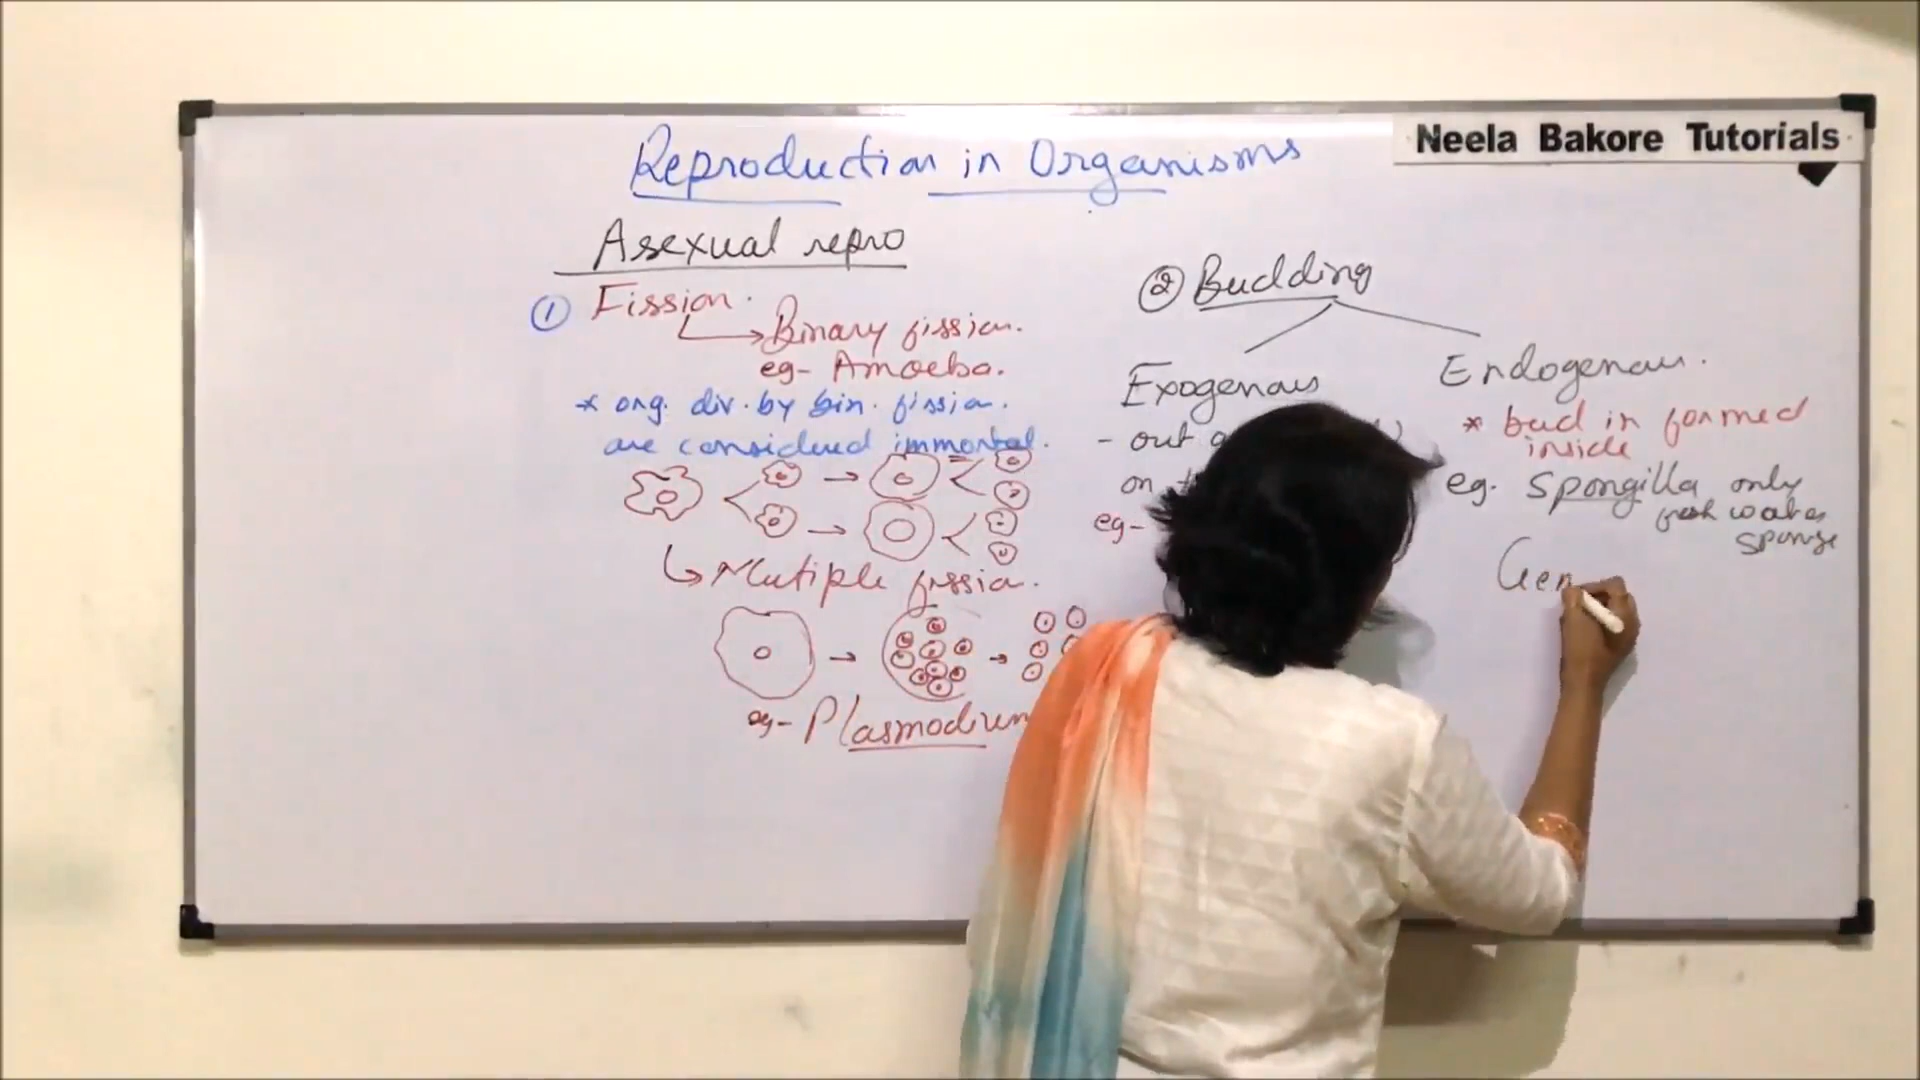 Neela Bakore Tutorials
Reproduction in Organisms
Asexual repro
① Fission.
Binary fission.
eg- Amoeba.
* org. div. by bin. fission.
are considered immortal.
Multiple fission.
eg- Plasmodium
② Budding
Exogenous
- out
on
eg-
Endogenous.
* bud in formed
inside
eg. Spongilla only
fresh water
sponge
Gem